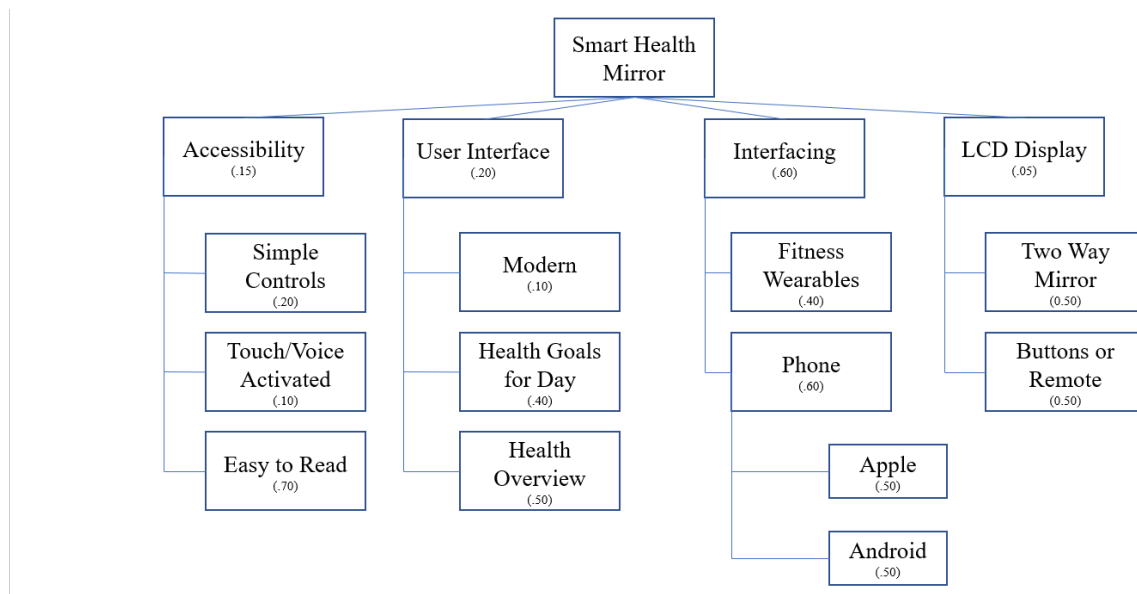 Smart Health
Mirror
Accessibility
(.15)
User Interface
(.20)
Interfacing
(.60)
LCD Display
(.05)
Simple
Controls
(.20)
Touch/Voice
Activated
(.10)
Easy to Read
(.70)
Modern
(.10)
Health Goals
for Day
(.40)
Health
Overview
(.50)
Fitness
Wearables
(.40)
Phone
(.60)
Apple
(.50)
Android
(.50)
Two Way
Mirror
(0.50)
Buttons or
Remote
(0.50)